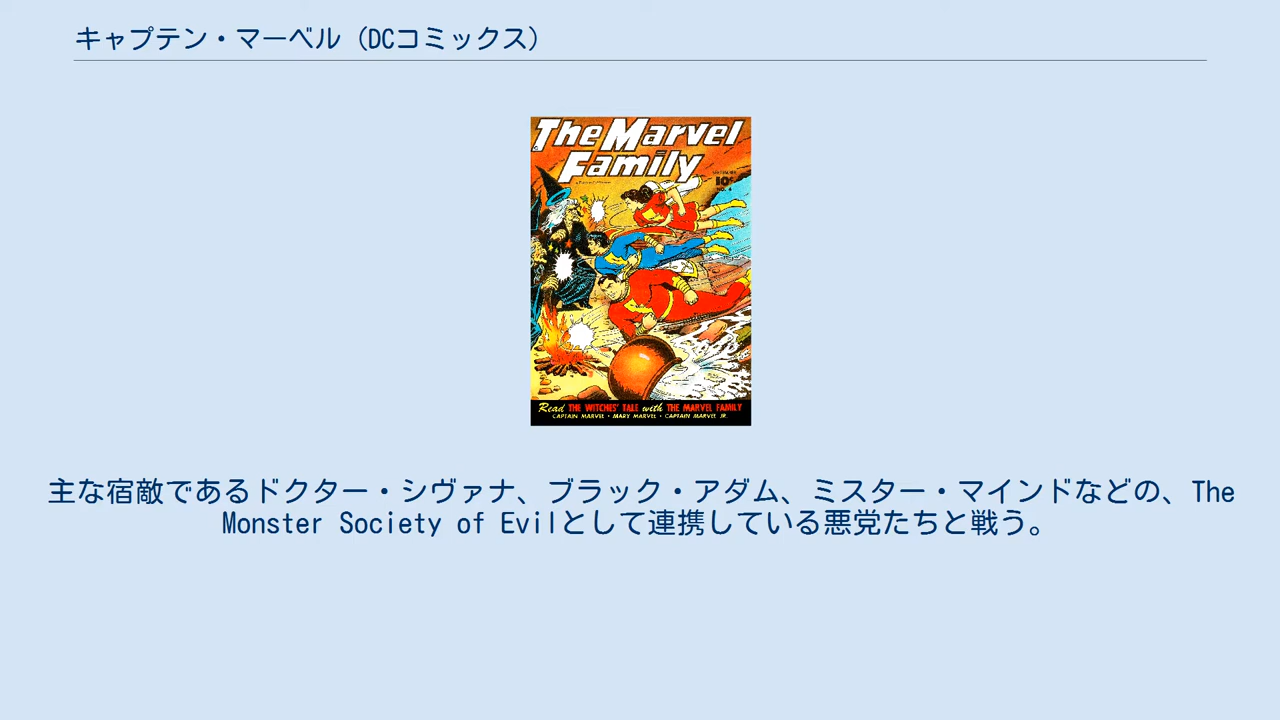 キャプテン・マーベル（DCコミックス）
The Marvel
Family
10¢
Read THE WITCHES' TALE with THE MARVEL FAMILY
CAPTAIN MARVEL • MARY MARVEL • CAPTAIN MARVEL JR.
主な宿敵であるドクター・シヴァナ、ブラック・アダム、ミスター・マインドなどの、The
Monster Society of Evilとして連携している悪党たちと戦う。